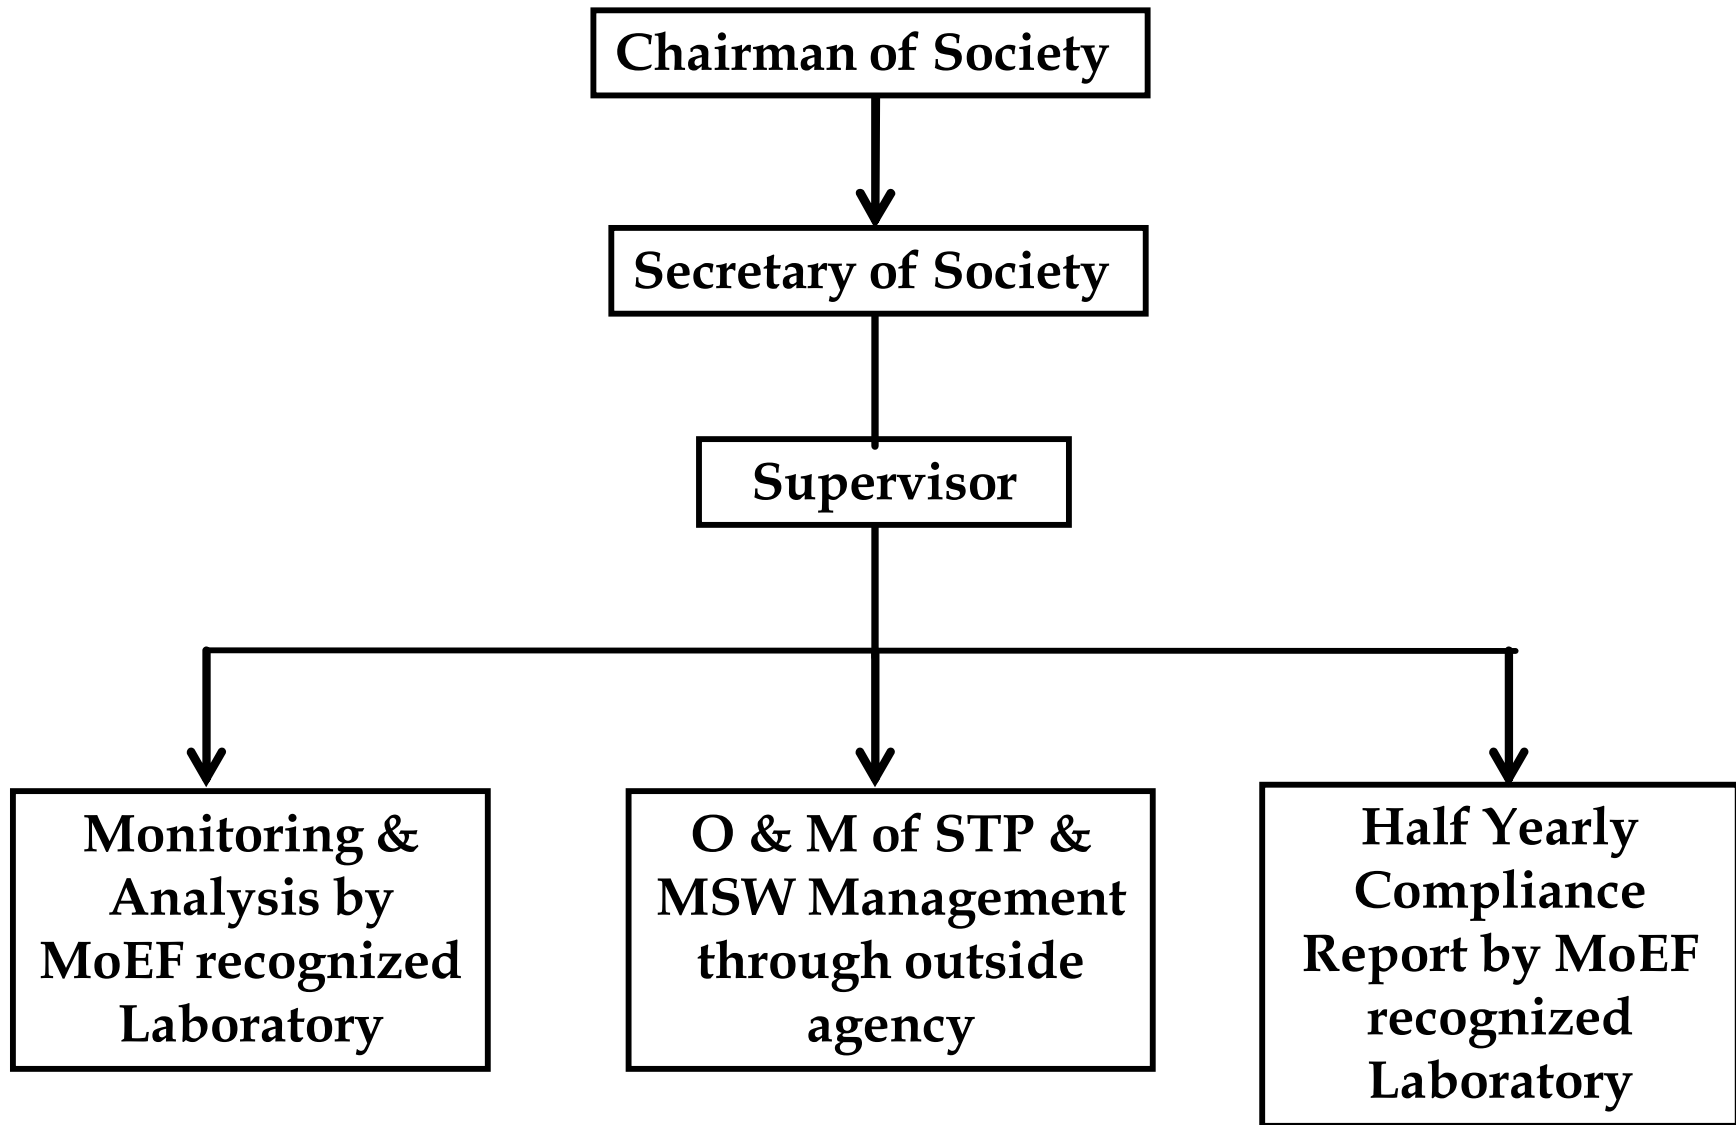 Chairman of Society
Secretary of Society
Supervisor
Monitoring &
Analysis by
MoEF recognized
Laboratory
O & M of STP &
MSW Management
through outside
agency
Half Yearly
Compliance
Report by MoEF
recognized
Laboratory